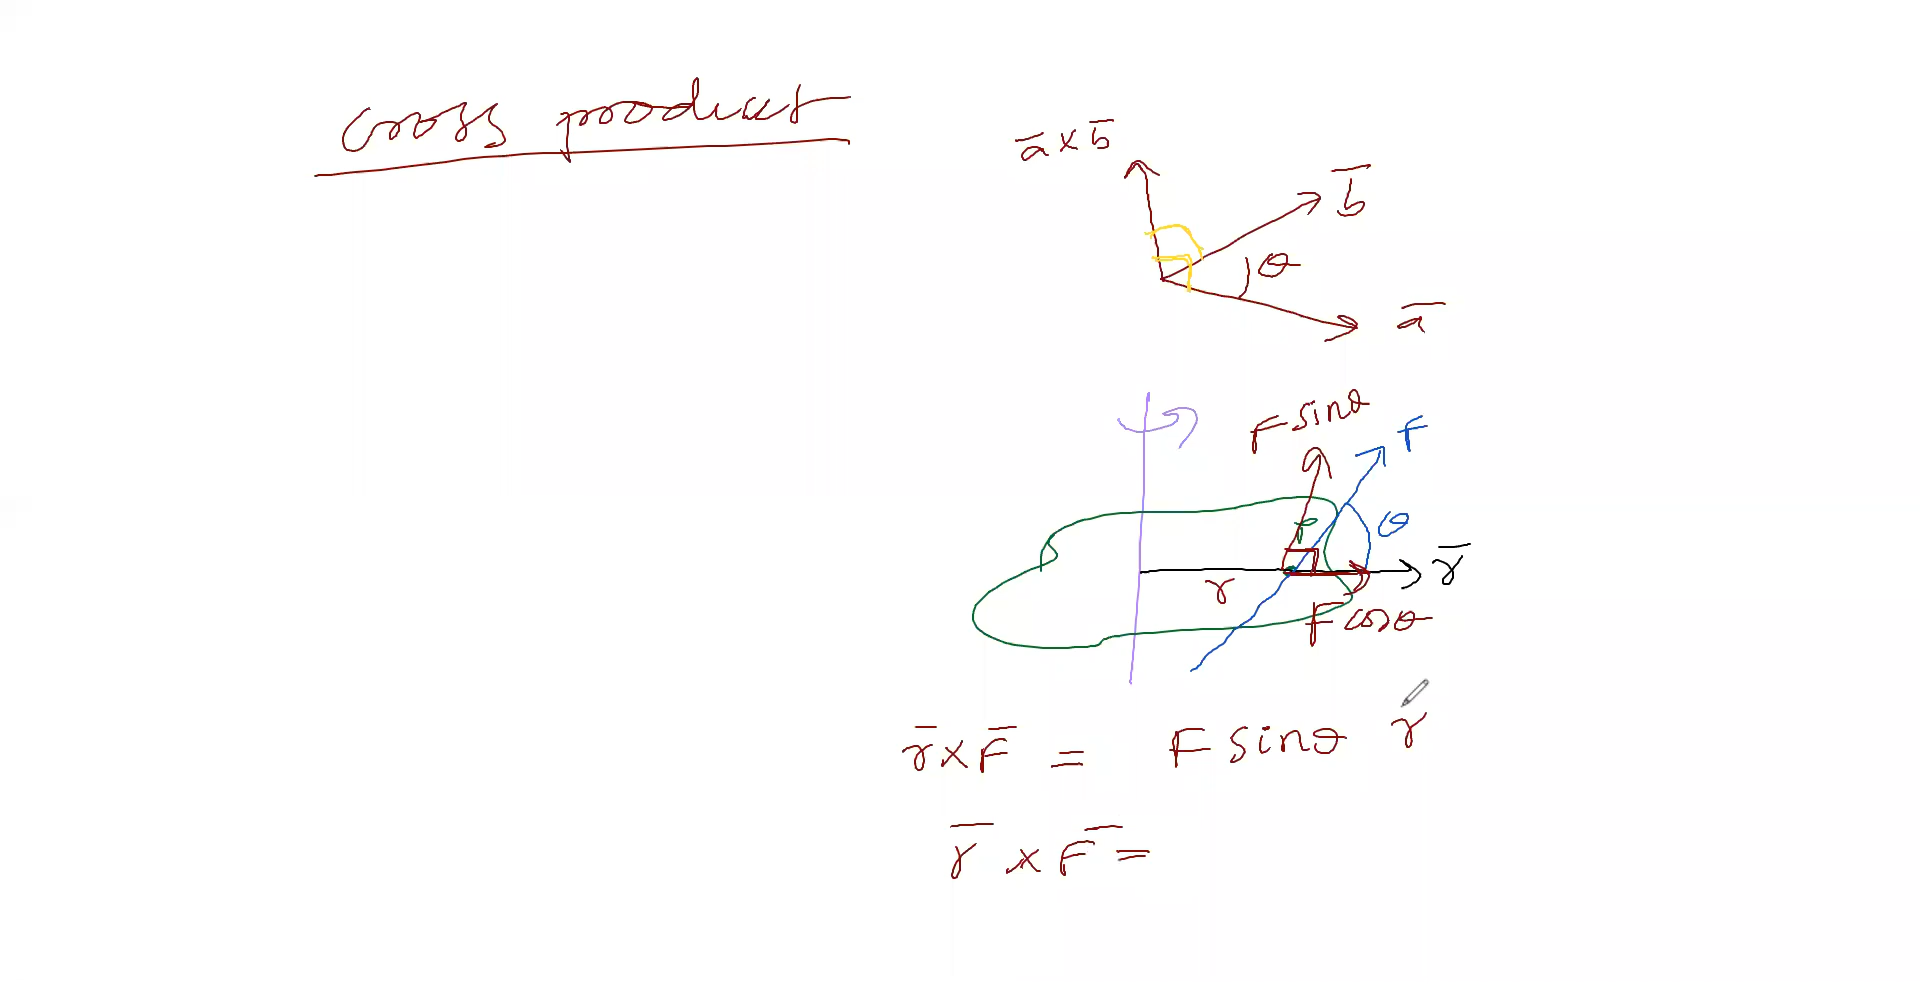 cross product
a̅ × b̅
b̅
θ
a̅
F sinθ
F
P
θ
r̅
r
F cosθ
r̅ × F̅ = F sinθ r
r̅ × F̅ =